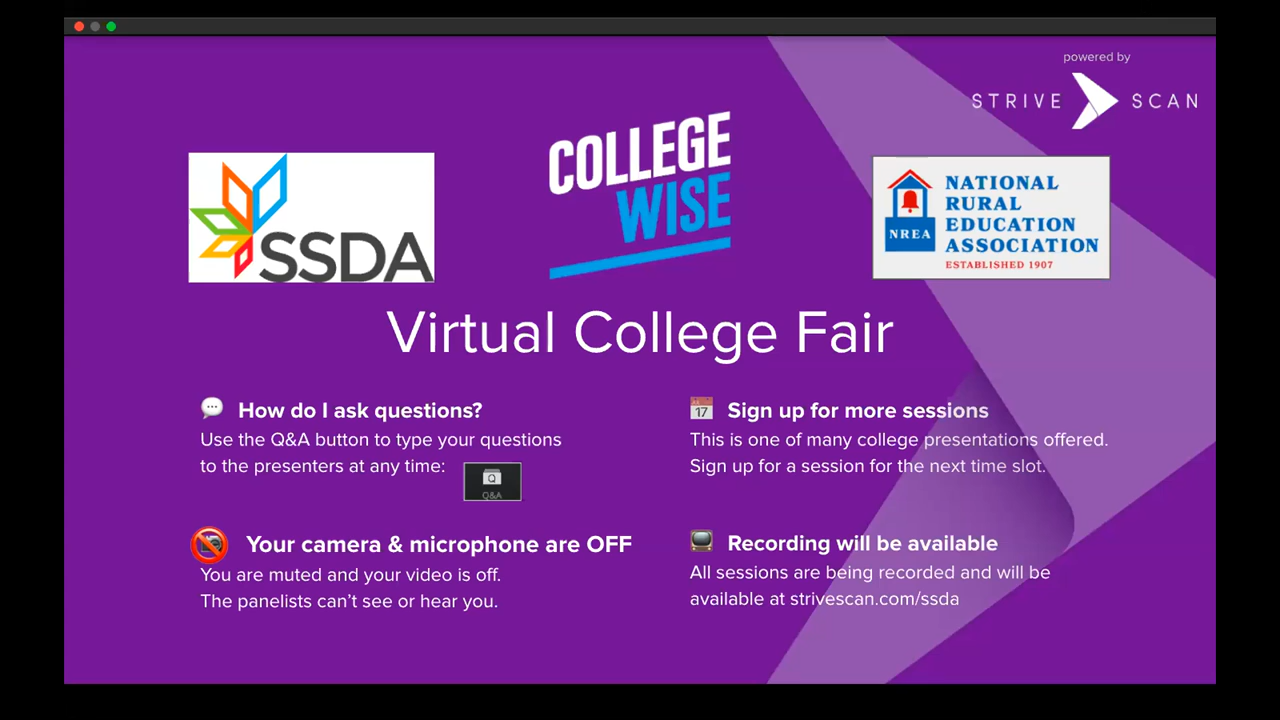 powered by
STRIVE SCAN
COLLEGE
WISE
SSDA
NREA
NATIONAL
RURAL
EDUCATION
ASSOCIATION
ESTABLISHED 1907
Virtual College Fair
How do I ask questions?
Use the Q&A button to type your questions
to the presenters at any time:
Q
Q&A
17
Sign up for more sessions
This is one of many college presentations offered.
Sign up for a session for the next time slot.
Your camera & microphone are OFF
You are muted and your video is off.
The panelists can't see or hear you.
Recording will be available
All sessions are being recorded and will be
available at strivescan.com/ssda